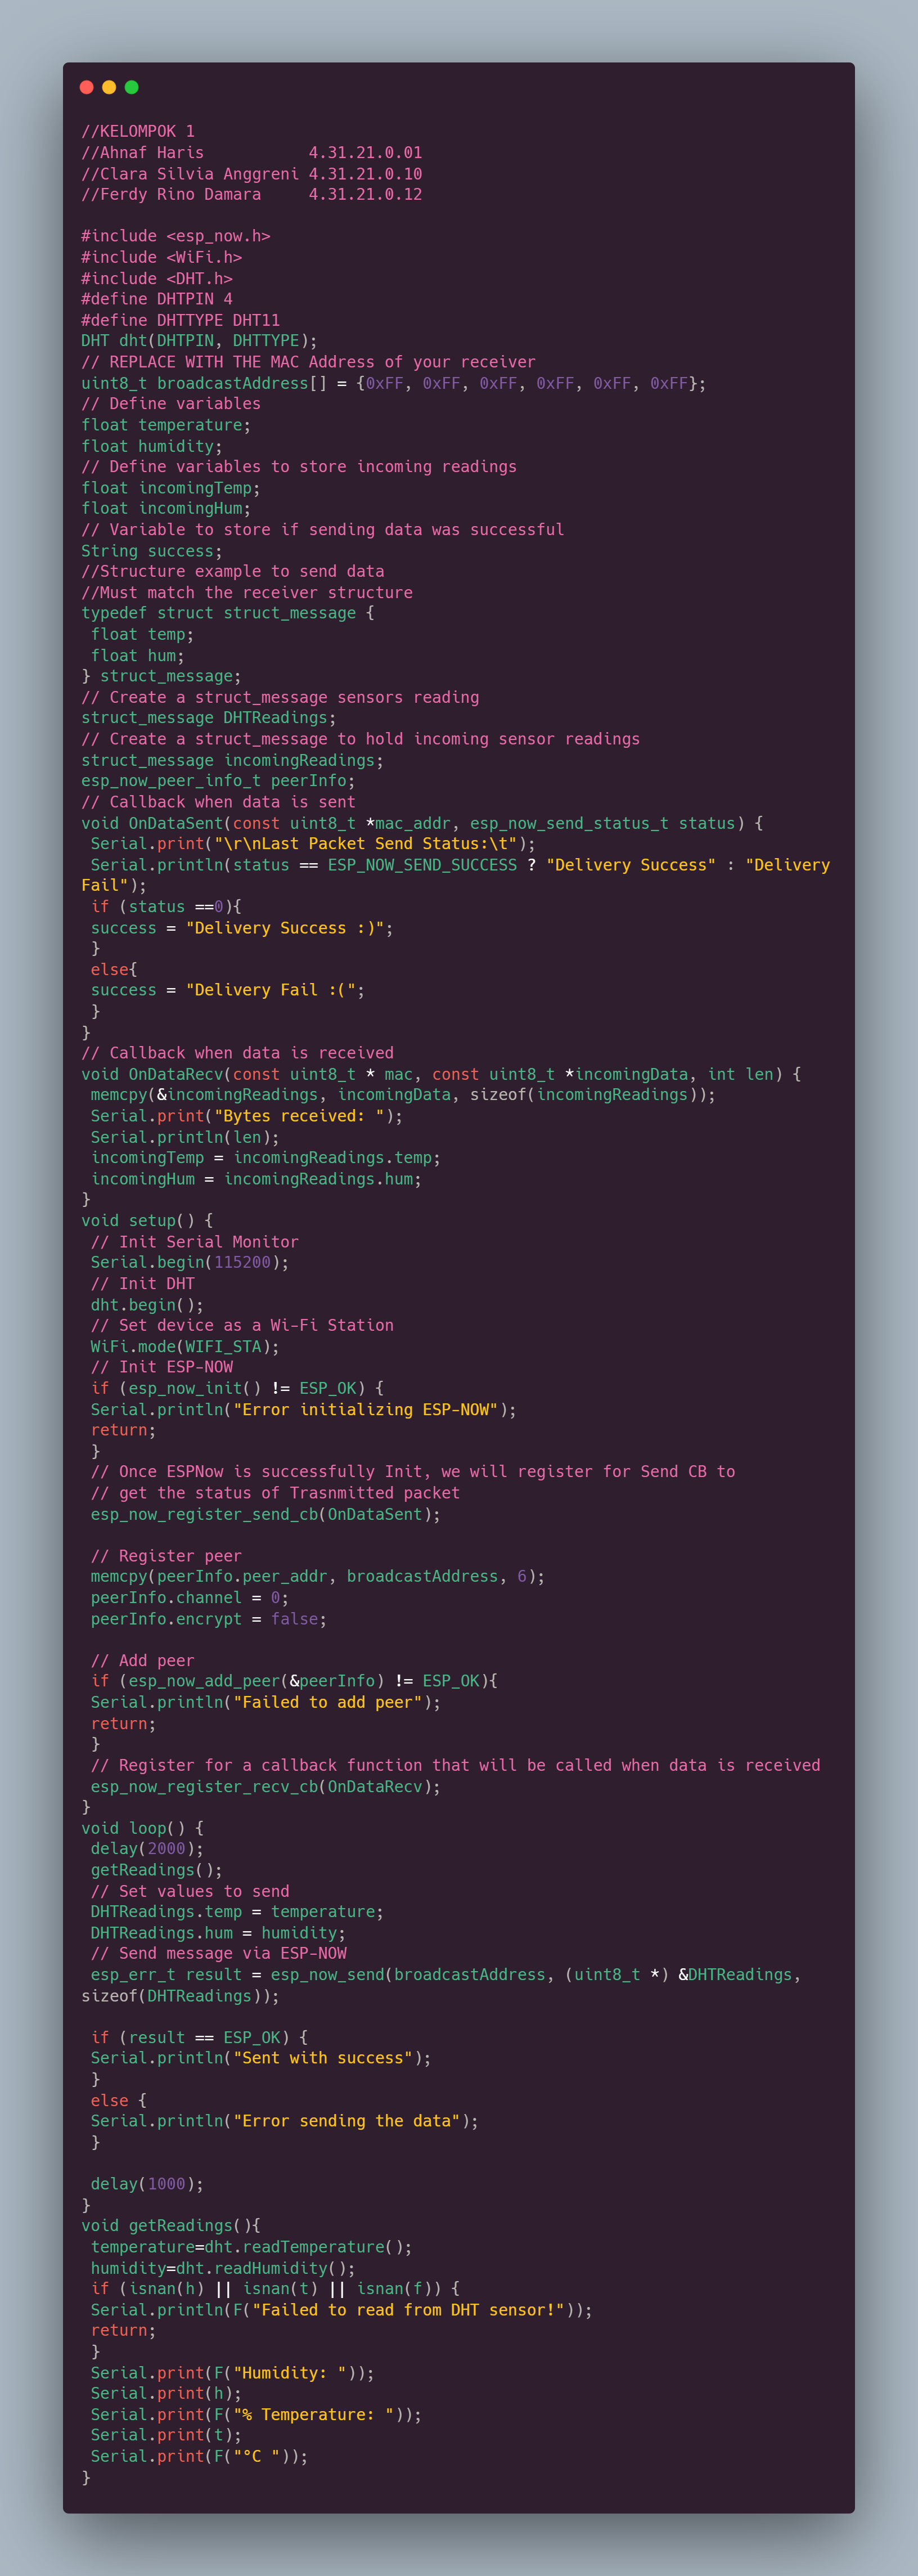 //KELOMPOK 1
//Ahnaf Haris           4.31.21.0.01
//Clara Silvia Anggreni 4.31.21.0.10
//Ferdy Rino Damara     4.31.21.0.12

#include <esp_now.h>
#include <WiFi.h>
#include <DHT.h>
#define DHTPIN 4
#define DHTTYPE DHT11
DHT dht(DHTPIN, DHTTYPE);
// REPLACE WITH THE MAC Address of your receiver
uint8_t broadcastAddress[] = {0xFF, 0xFF, 0xFF, 0xFF, 0xFF, 0xFF};
// Define variables
float temperature;
float humidity;
// Define variables to store incoming readings
float incomingTemp;
float incomingHum;
// Variable to store if sending data was successful
String success;
//Structure example to send data
//Must match the receiver structure
typedef struct struct_message {
 float temp;
 float hum;
} struct_message;
// Create a struct_message sensors reading
struct_message DHTReadings;
// Create a struct_message to hold incoming sensor readings
struct_message incomingReadings;
esp_now_peer_info_t peerInfo;
// Callback when data is sent
void OnDataSent(const uint8_t *mac_addr, esp_now_send_status_t status) {
 Serial.print("\r\nLast Packet Send Status:\t");
 Serial.println(status == ESP_NOW_SEND_SUCCESS ? "Delivery Success" : "Delivery
Fail");
 if (status ==0){
 success = "Delivery Success :)";
 }
 else{
 success = "Delivery Fail :(";
 }
}
// Callback when data is received
void OnDataRecv(const uint8_t * mac, const uint8_t *incomingData, int len) {
 memcpy(&incomingReadings, incomingData, sizeof(incomingReadings));
 Serial.print("Bytes received: ");
 Serial.println(len);
 incomingTemp = incomingReadings.temp;
 incomingHum = incomingReadings.hum;
}
void setup() {
 // Init Serial Monitor
 Serial.begin(115200);
 // Init DHT
 dht.begin();
 // Set device as a Wi-Fi Station
 WiFi.mode(WIFI_STA);
 // Init ESP-NOW
 if (esp_now_init() != ESP_OK) {
 Serial.println("Error initializing ESP-NOW");
 return;
 }
 // Once ESPNow is successfully Init, we will register for Send CB to
 // get the status of Trasnmitted packet
 esp_now_register_send_cb(OnDataSent);

 // Register peer
 memcpy(peerInfo.peer_addr, broadcastAddress, 6);
 peerInfo.channel = 0;
 peerInfo.encrypt = false;

 // Add peer
 if (esp_now_add_peer(&peerInfo) != ESP_OK){
 Serial.println("Failed to add peer");
 return;
 }
 // Register for a callback function that will be called when data is received
 esp_now_register_recv_cb(OnDataRecv);
}
void loop() {
 delay(2000);
 getReadings();
 // Set values to send
 DHTReadings.temp = temperature;
 DHTReadings.hum = humidity;
 // Send message via ESP-NOW
 esp_err_t result = esp_now_send(broadcastAddress, (uint8_t *) &DHTReadings,
sizeof(DHTReadings));

 if (result == ESP_OK) {
 Serial.println("Sent with success");
 }
 else {
 Serial.println("Error sending the data");
 }

 delay(1000);
}
void getReadings(){
 temperature=dht.readTemperature();
 humidity=dht.readHumidity();
 if (isnan(h) || isnan(t) || isnan(f)) {
 Serial.println(F("Failed to read from DHT sensor!"));
 return;
 }
 Serial.print(F("Humidity: "));
 Serial.print(h);
 Serial.print(F("% Temperature: "));
 Serial.print(t);
 Serial.print(F("°C "));
}